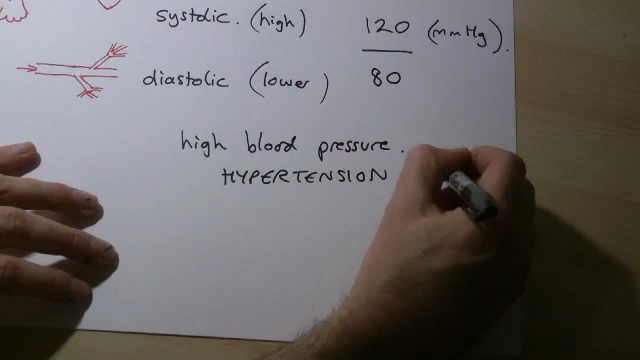 systolic. (high) 120 (mmHg).
diastolic (lower) 80
high blood pressure.
HYPERTENSION